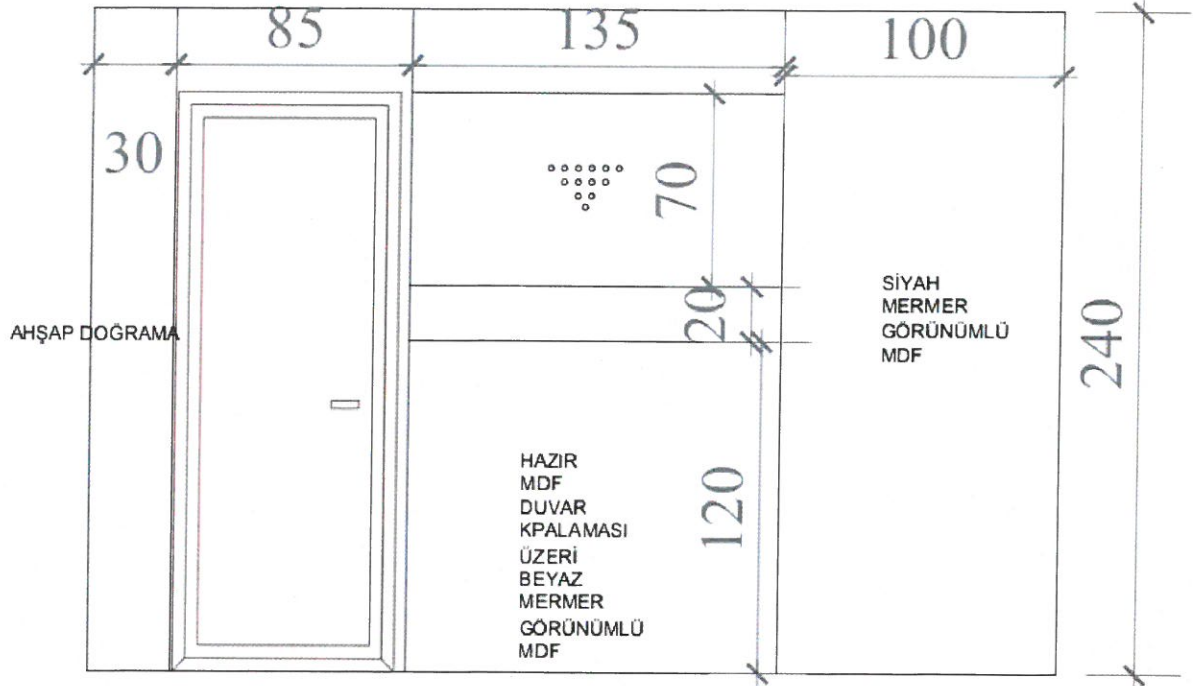 85
135
100
30
70
20
AHŞAP DOĞRAMA
SİYAH
MERMER
GÖRÜNÜMLÜ
MDF
240
HAZIR
MDF
DUVAR
KPALAMASI
ÜZERİ
BEYAZ
MERMER
GÖRÜNÜMLÜ
MDF
120